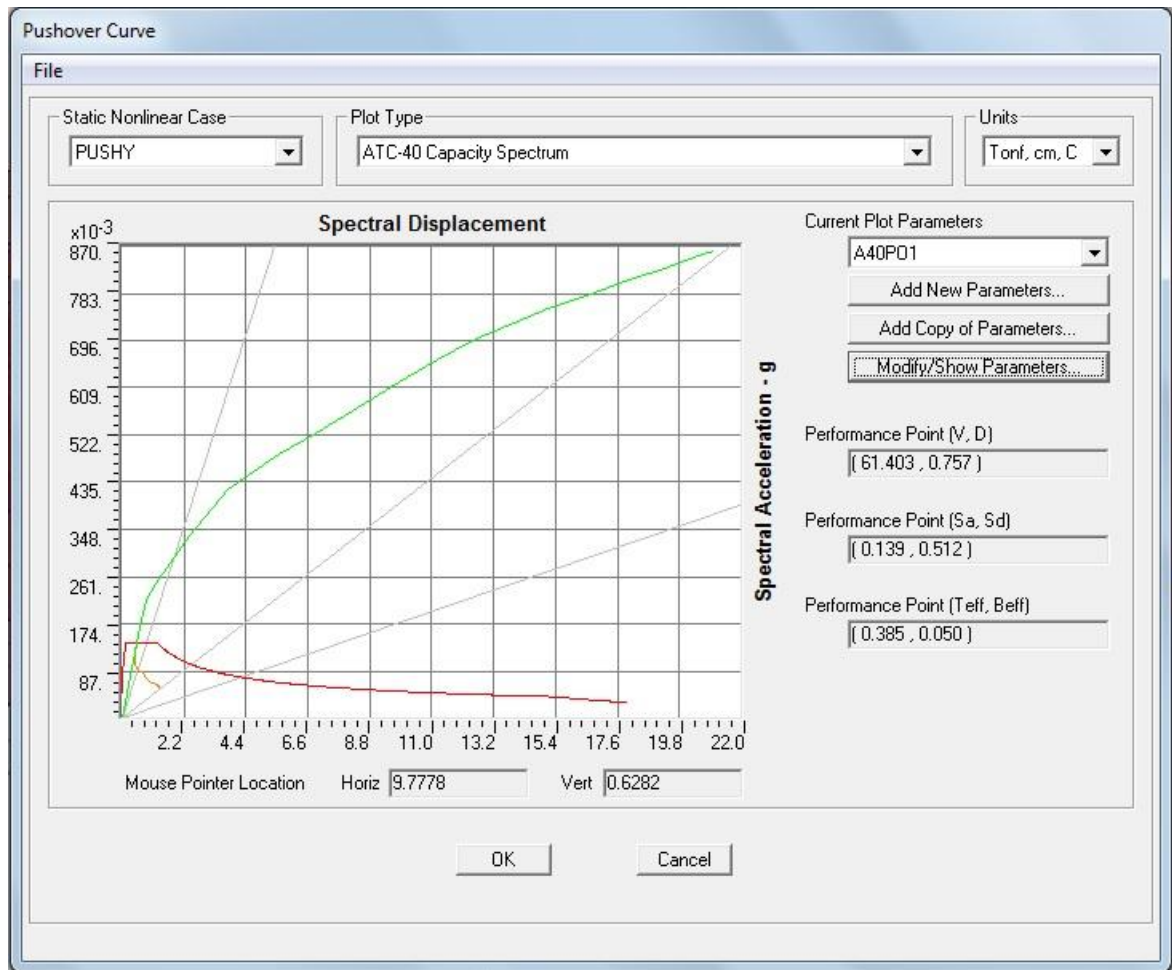 Pushover Curve
File
Static Nonlinear Case
PUSHY
Plot Type
ATC-40 Capacity Spectrum
Units
Tonf, cm, C
Spectral Displacement
x10-3
870.
783.
696.
609.
522.
435.
348.
261.
174.
87.
2.2 4.4 6.6 8.8 11.0 13.2 15.4 17.6 19.8 22.0
Spectral Acceleration - g
Mouse Pointer Location Horiz 9.7778 Vert 0.6282
Current Plot Parameters
A40PO1
Add New Parameters...
Add Copy of Parameters...
Modify/Show Parameters...
Performance Point (V, D)
( 61.403 , 0.757 )
Performance Point (Sa, Sd)
( 0.139 , 0.512 )
Performance Point (Teff, Beff)
( 0.385 , 0.050 )
OK Cancel